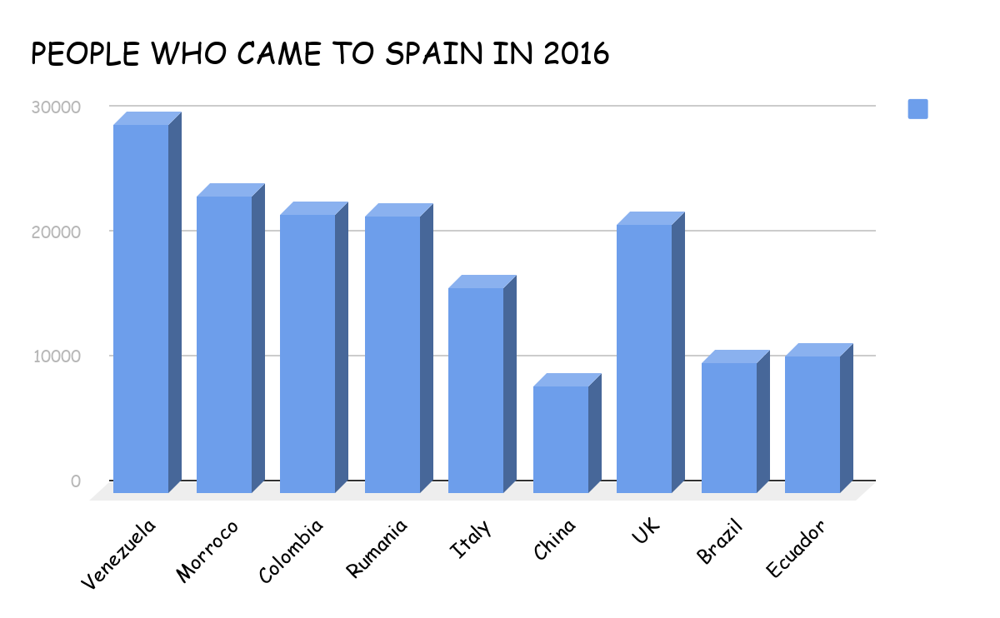 PEOPLE WHO CAME TO SPAIN IN 2016
30000
20000
10000
0
Venezuela
Morroco
Colombia
Rumania
Italy
China
UK
Brazil
Ecuador